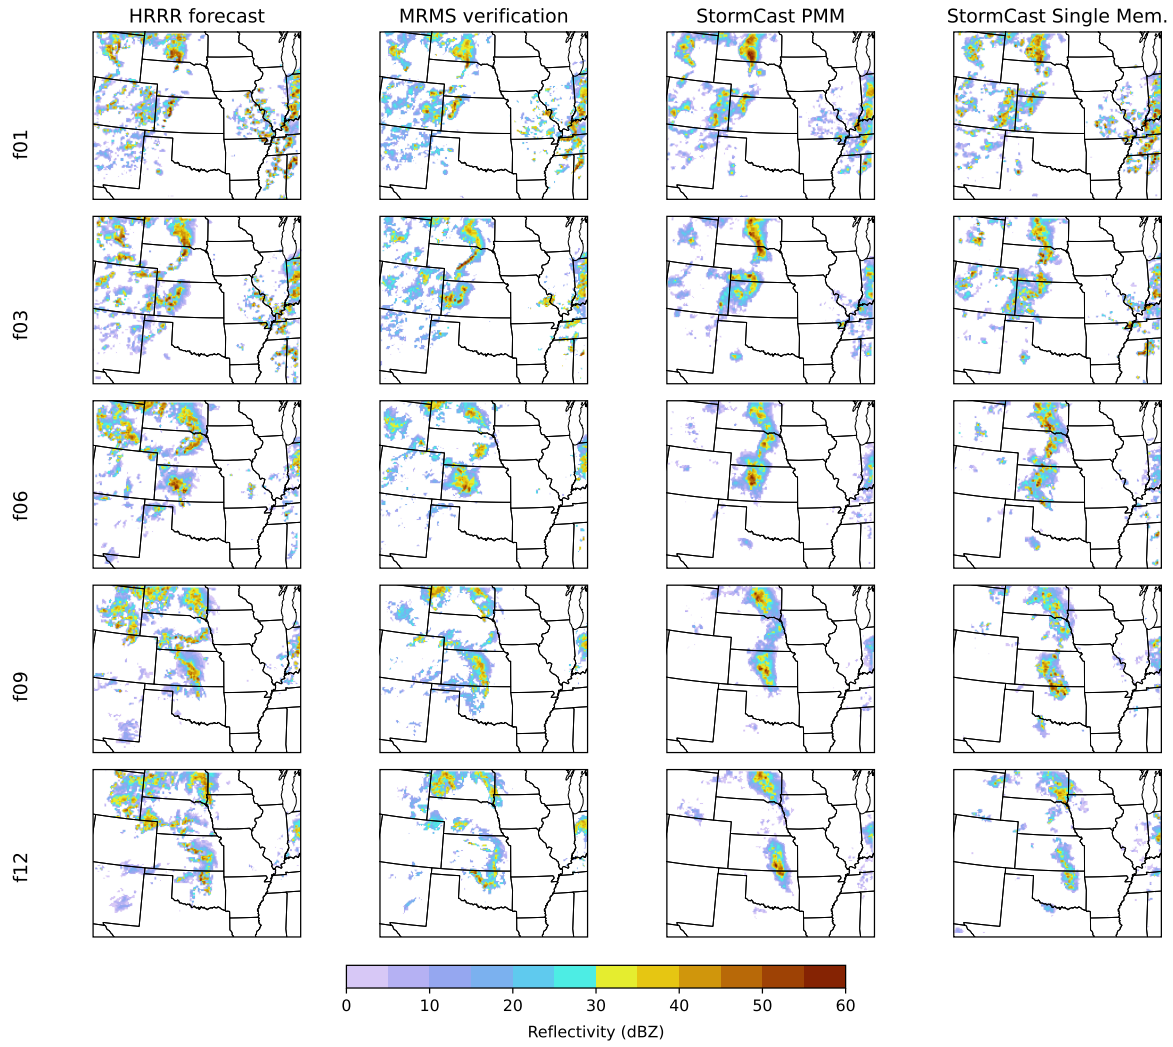 HRRR forecast
MRMS verification
StormCast PMM
StormCast Single Mem.
f01
f03
f06
f09
f12
0 10 20 30 40 50 60
Reflectivity (dBZ)